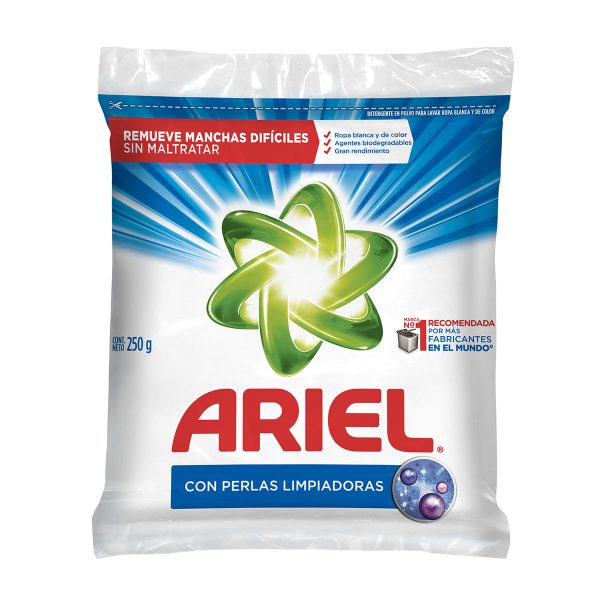 DETERGENTE EN POLVO PARA LAVAR ROPA BLANCA Y DE COLOR
REMUEVE MANCHAS DIFÍCILES
SIN MALTRATAR
Ropa blanca y de color
Agentes biodegradables
Gran rendimiento
MARCA
Nº1
RECOMENDADA
POR MÁS
FABRICANTES
EN EL MUNDO°
CONT.
NETO 250 g
ARIEL®
CON PERLAS LIMPIADORAS